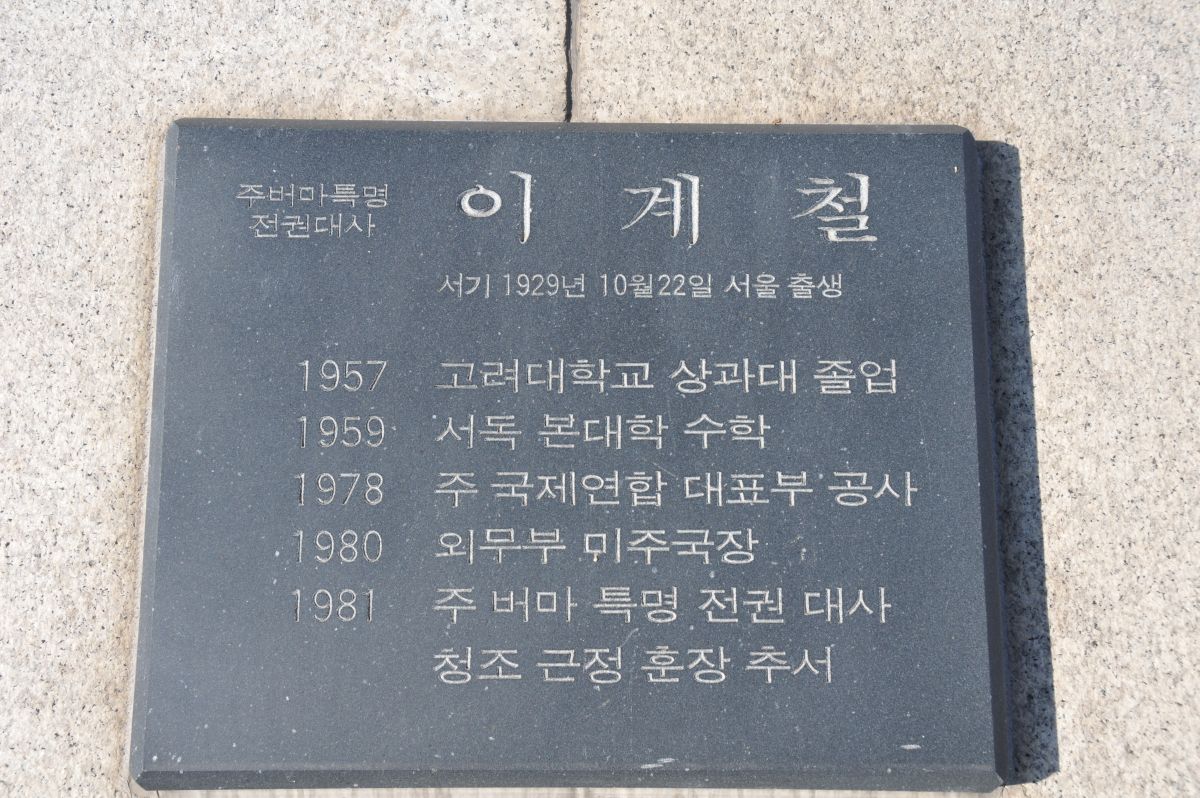 주버마특명
전권대사
이 계 철
서기 1929년 10월22일 서울 출생
1957 고려대학교 상과대 졸업
1959 서독 본대학 수학
1978 주 국제연합 대표부 공사
1980 외무부 미주국장
1981 주 버마 특명 전권 대사
청조 근정 훈장 추서